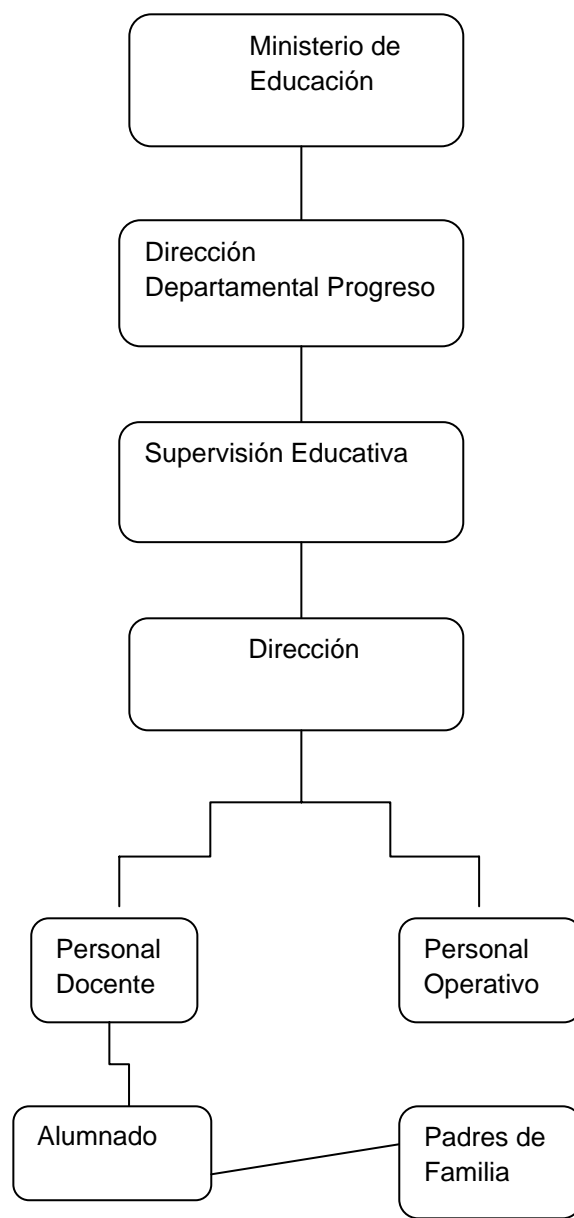 Ministerio de
Educación
Dirección
Departamental Progreso
Supervisión Educativa
Dirección
Personal
Docente
Personal
Operativo
Alumnado
Padres de
Familia